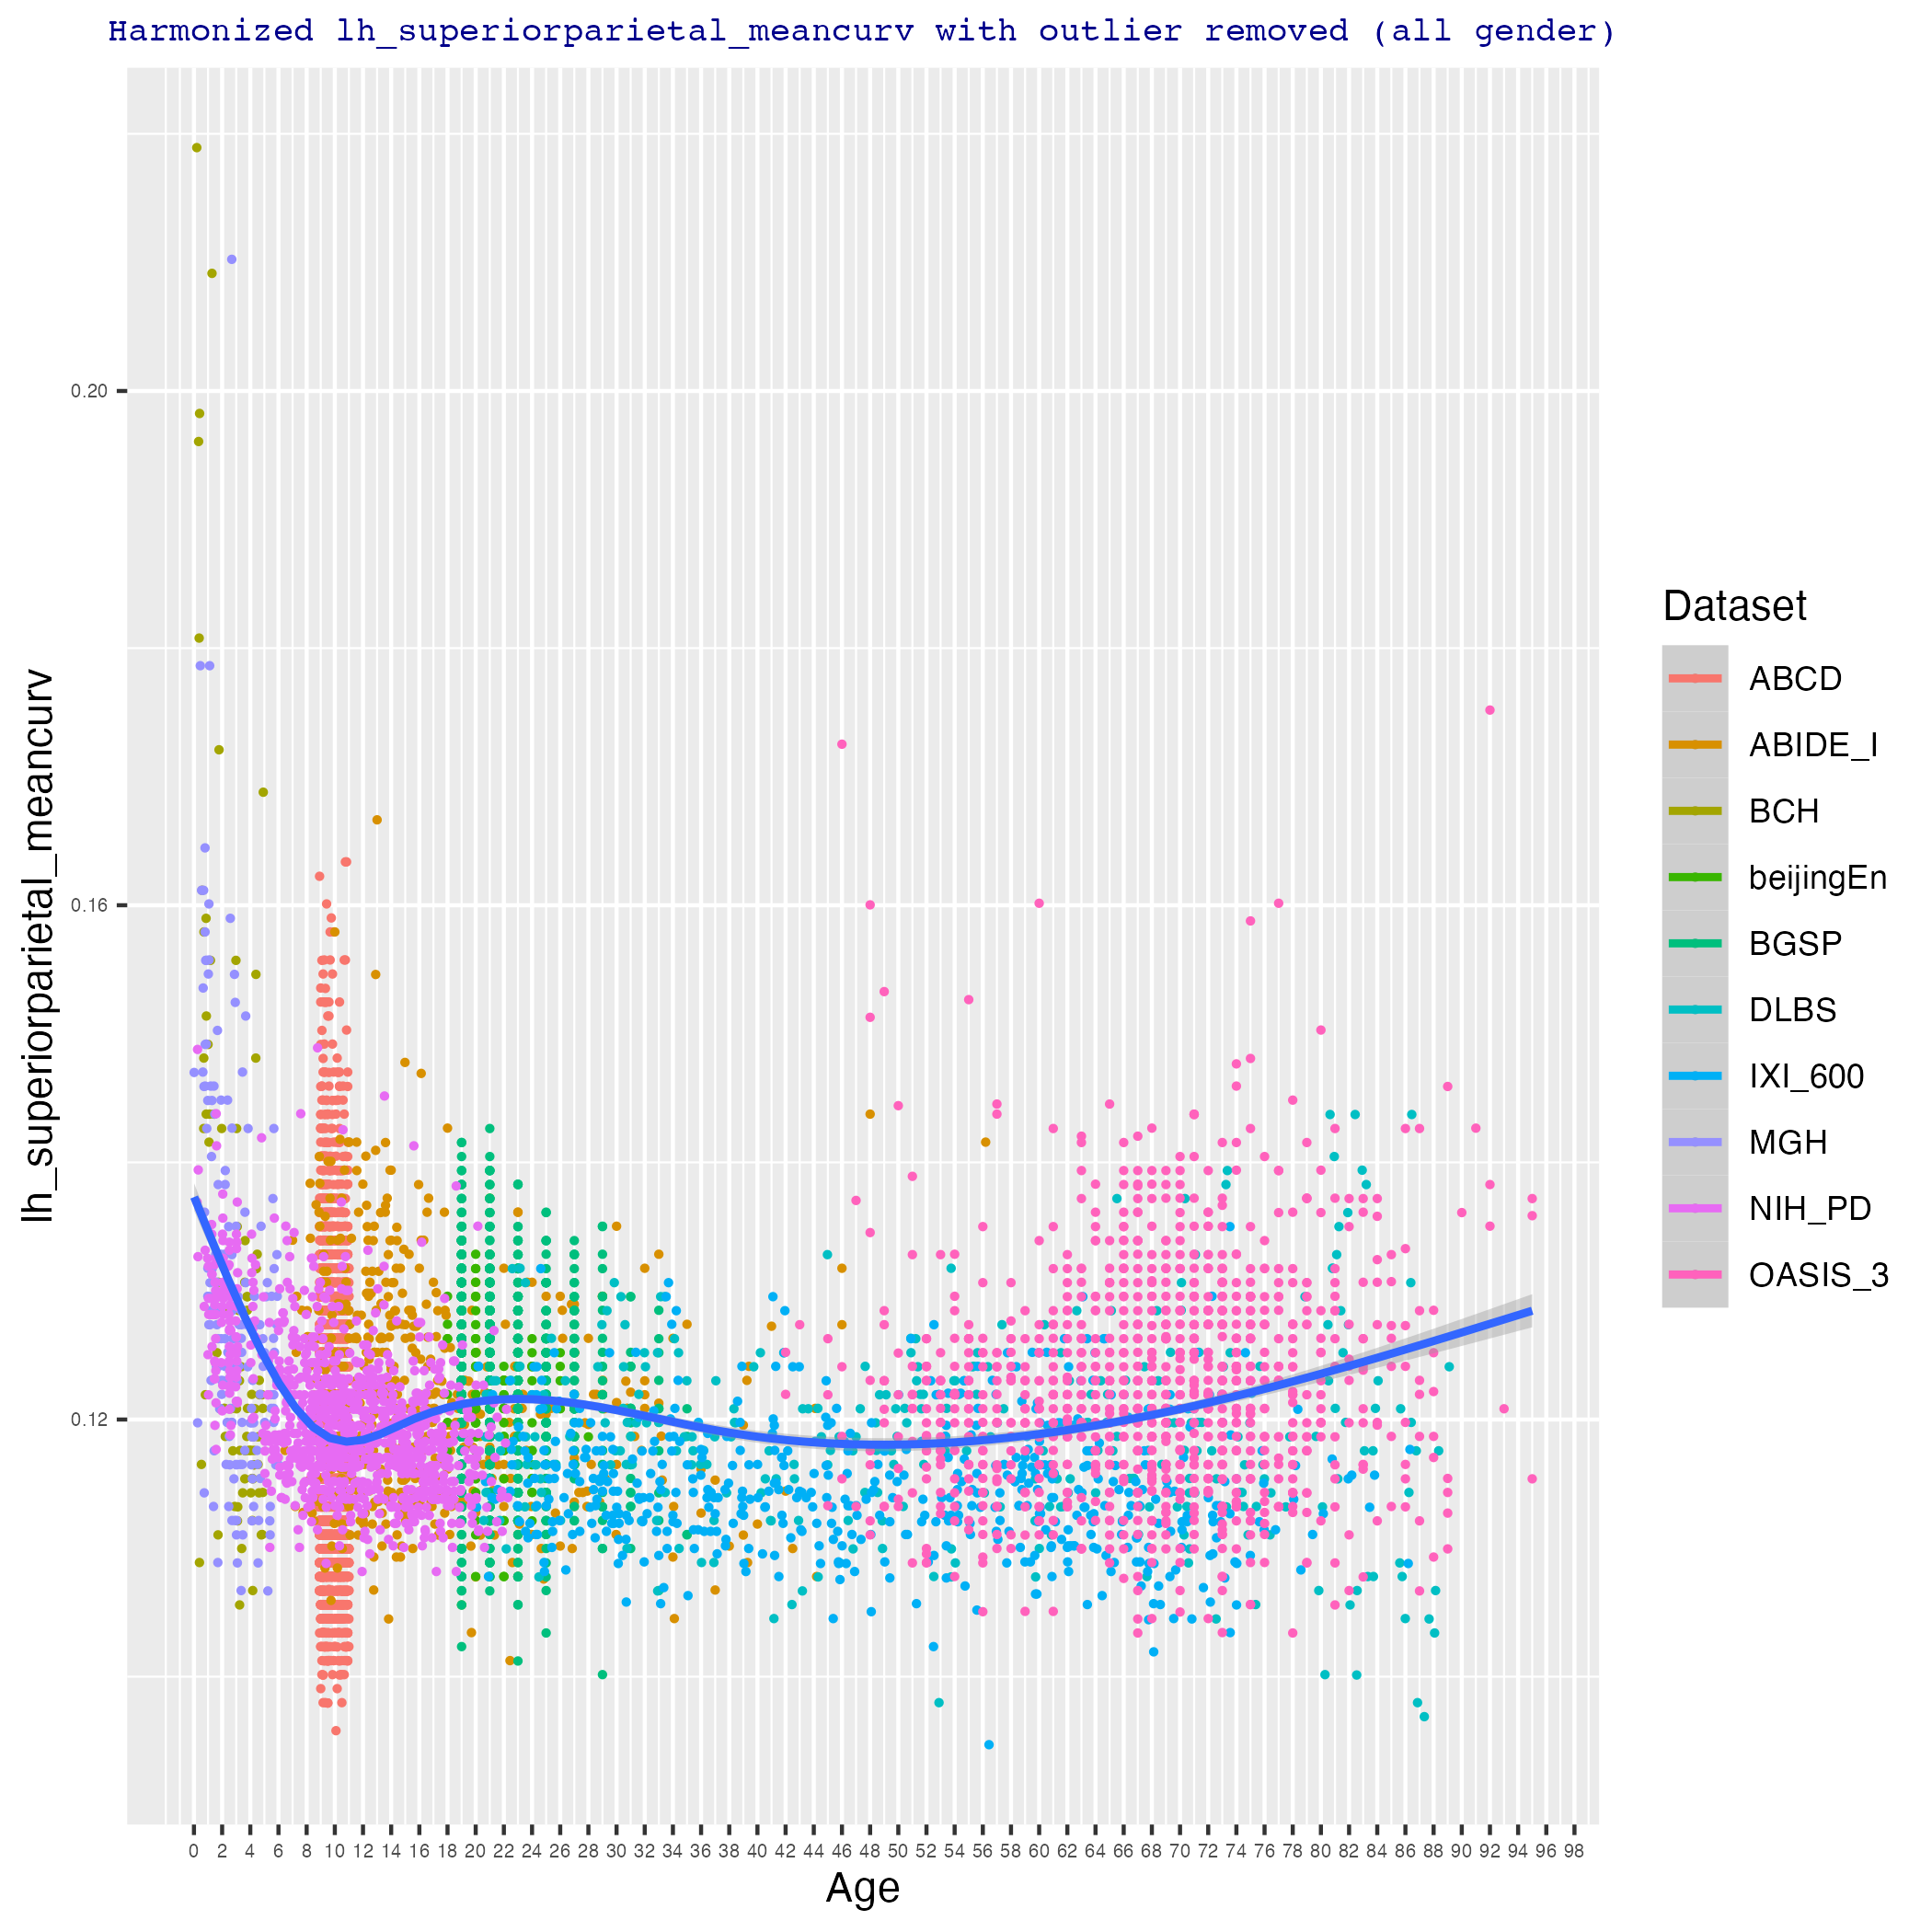 Harmonized lh_superiorparietal_meancurv with outlier removed (all gender)
lh_superiorparietal_meancurv
0.20
0.16
0.12
0 2 4 6 8 10 12 14 16 18 20 22 24 26 28 30 32 34 36 38 40 42 44 46 48 50 52 54 56 58 60 62 64 66 68 70 72 74 76 78 80 82 84 86 88 90 92 94 96 98
Age
Dataset
ABCD
ABIDE_I
BCH
beijingEn
BGSP
DLBS
IXI_600
MGH
NIH_PD
OASIS_3